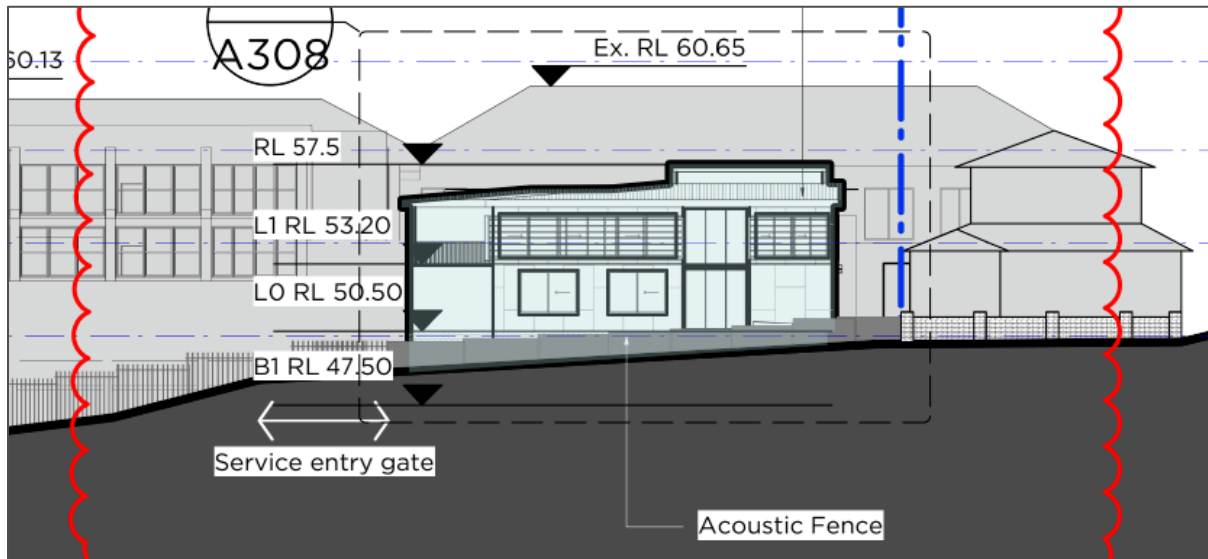 A308
Ex. RL 60.65
60.13
RL 57.5
L1 RL 53.20
L0 RL 50.50
B1 RL 47.50
Service entry gate
Acoustic Fence